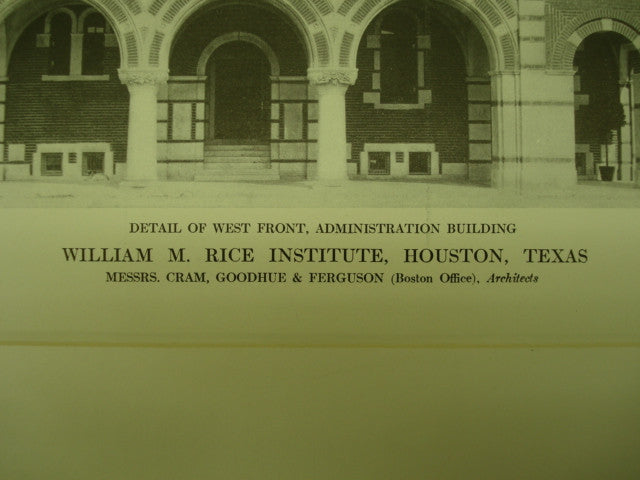 DETAIL OF WEST FRONT, ADMINISTRATION BUILDING
WILLIAM M. RICE INSTITUTE, HOUSTON, TEXAS
MESSRS. CRAM, GOODHUE & FERGUSON (Boston Office), Architects